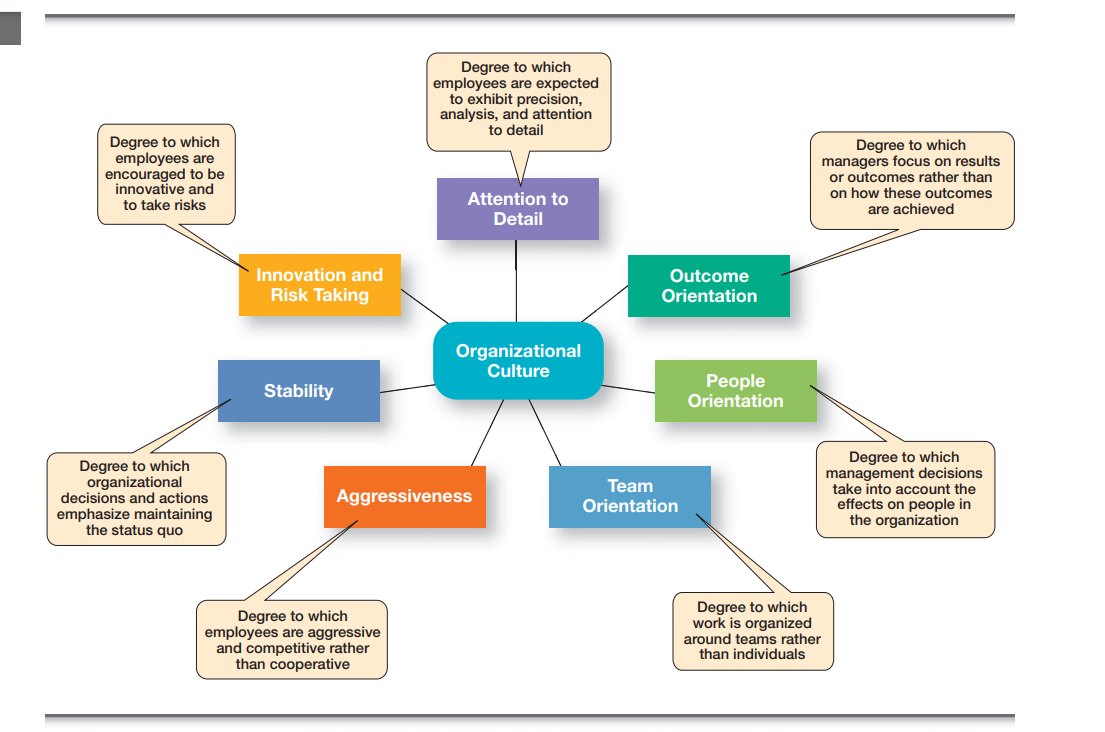 Degree to which
employees are expected
to exhibit precision,
analysis, and attention
to detail
Attention to
Detail
Degree to which
employees are
encouraged to be
innovative and
to take risks
Innovation and
Risk Taking
Degree to which
managers focus on results
or outcomes rather than
on how these outcomes
are achieved
Outcome
Orientation
Organizational
Culture
Stability
Degree to which
organizational
decisions and actions
emphasize maintaining
the status quo
People
Orientation
Degree to which
management decisions
take into account the
effects on people in
the organization
Aggressiveness
Degree to which
employees are aggressive
and competitive rather
than cooperative
Team
Orientation
Degree to which
work is organized
around teams rather
than individuals